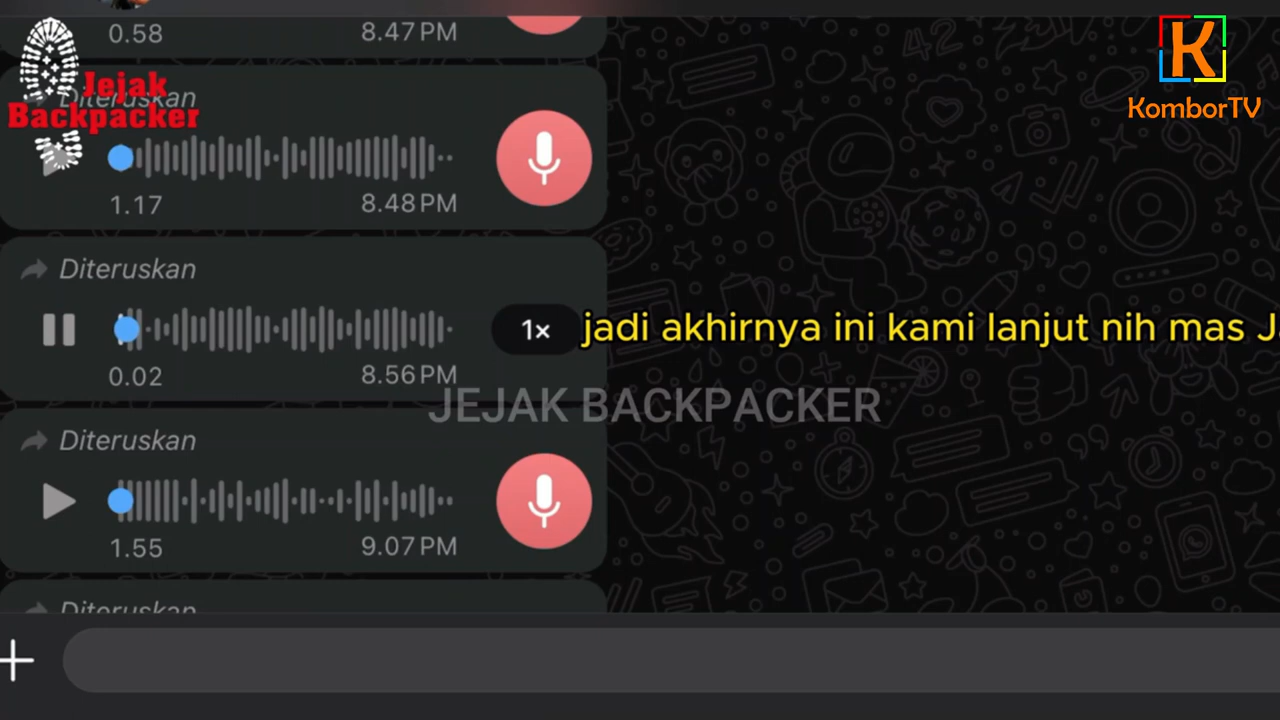 0.58 8.47 PM
Jejak
Backpacker
KomborTV
Diteruskan
1.17 8.48 PM
Diteruskan
1x
jadi akhirnya ini kami lanjut nih mas J
0.02 8.56 PM
JEJAK BACKPACKER
Diteruskan
1.55 9.07 PM
Diteruskan